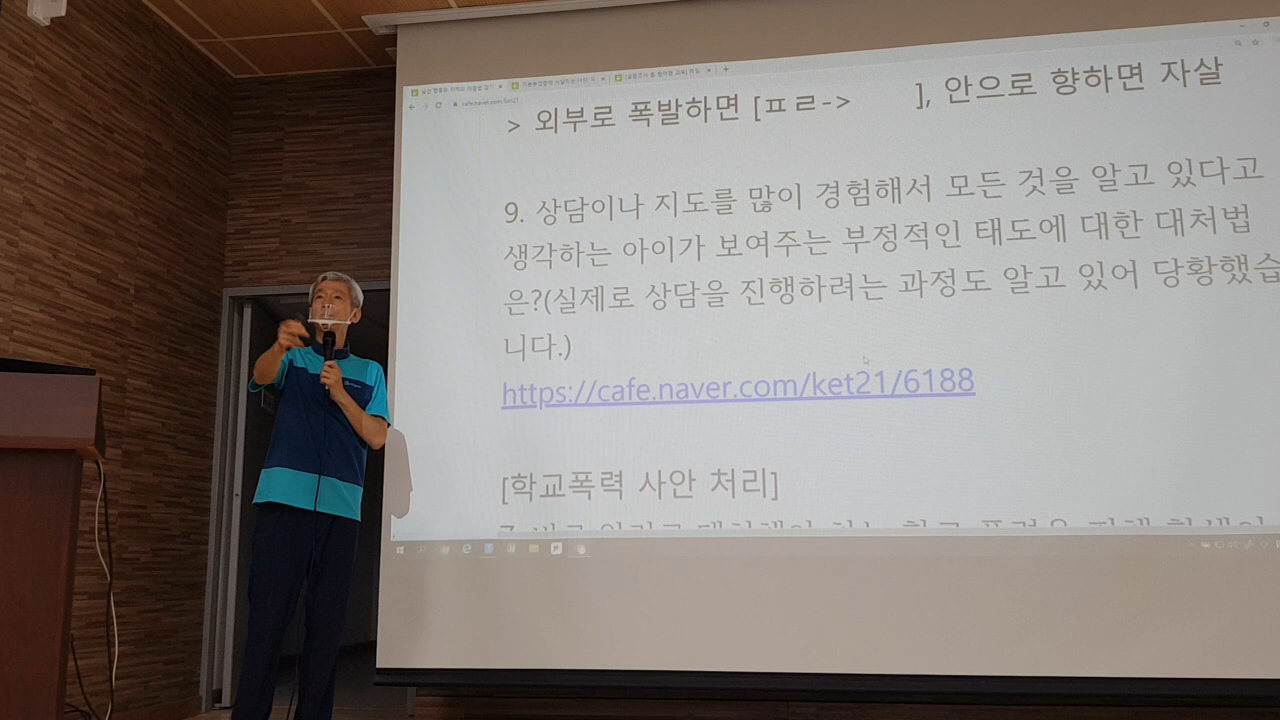 cafe.naver.com/ket21
> 외부로 폭발하면 [ㅍㄹ-> ], 안으로 향하면 자살
9. 상담이나 지도를 많이 경험해서 모든 것을 알고 있다고
생각하는 아이가 보여주는 부정적인 태도에 대한 대처법
은?(실제로 상담을 진행하려는 과정도 알고 있어 당황했습
니다.)
https://cafe.naver.com/ket21/6188
[학교폭력 사안 처리]